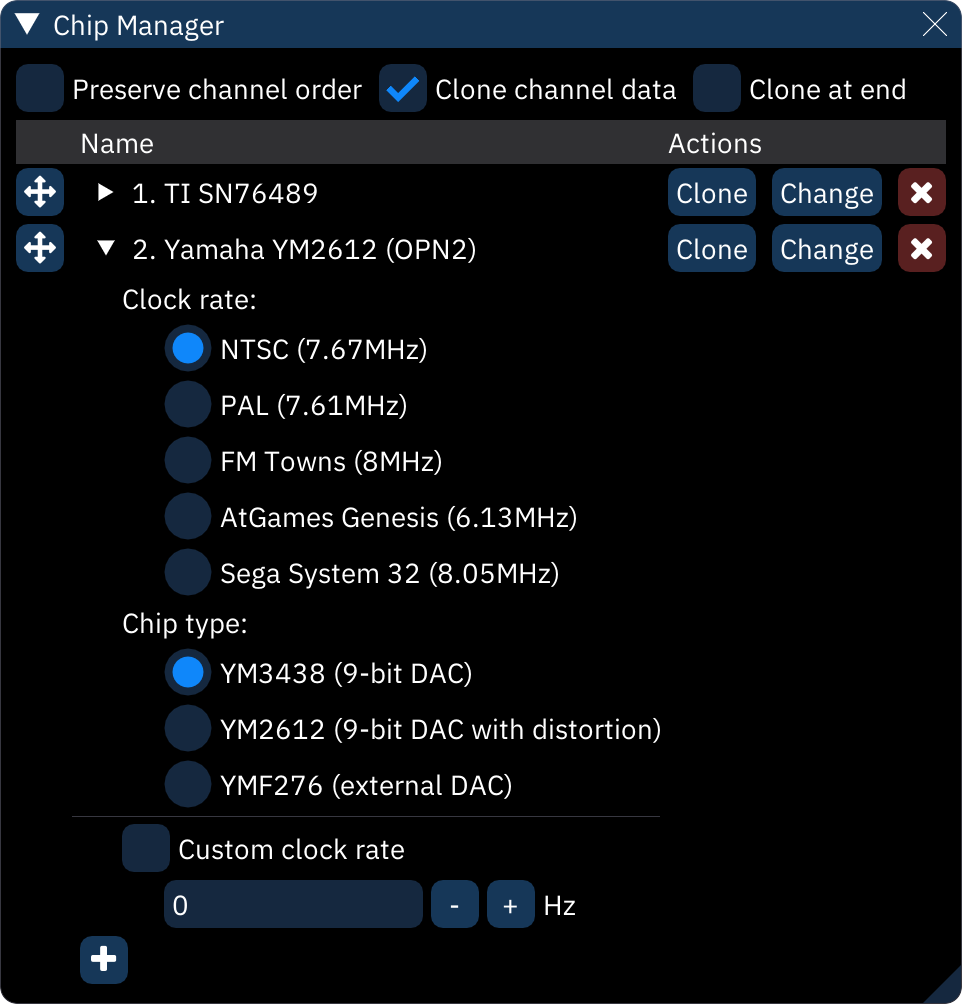 Chip Manager
Preserve channel order Clone channel data Clone at end
Name Actions
1. TI SN76489 Clone Change
2. Yamaha YM2612 (OPN2) Clone Change
Clock rate:
NTSC (7.67MHz)
PAL (7.61MHz)
FM Towns (8MHz)
AtGames Genesis (6.13MHz)
Sega System 32 (8.05MHz)
Chip type:
YM3438 (9-bit DAC)
YM2612 (9-bit DAC with distortion)
YMF276 (external DAC)
Custom clock rate
0 - + Hz